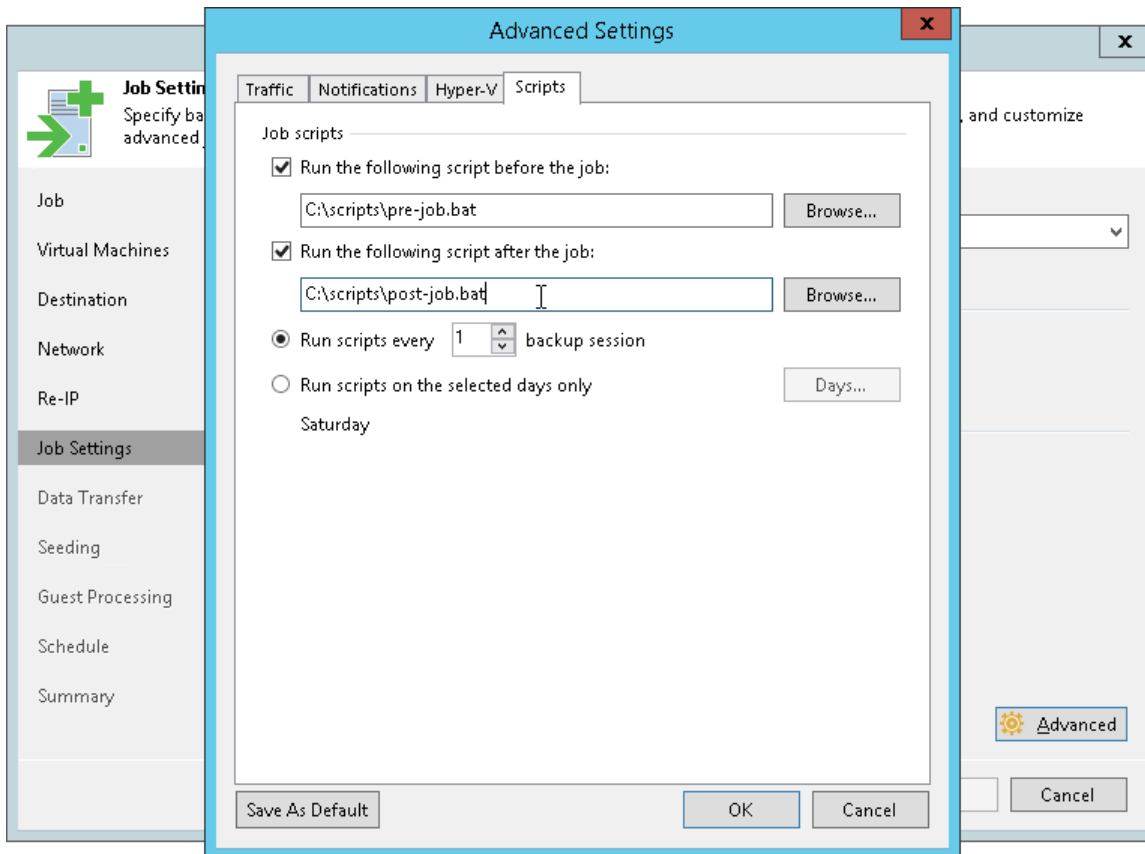 Advanced Settings
X
x
Job Settin
Specify ba
advanced
, and customize
Traffic
Notifications
Hyper-V
Scripts
Job scripts
Run the following script before the job:
C:\scripts\pre-job.bat
Browse...
Run the following script after the job:
C:\scripts\post-job.bat
Browse...
Run scripts every 1 backup session
Run scripts on the selected days only
Days...
Saturday
Job
Virtual Machines
Destination
Network
Re-IP
Job Settings
Data Transfer
Seeding
Guest Processing
Schedule
Summary
Advanced
Cancel
Save As Default
OK
Cancel